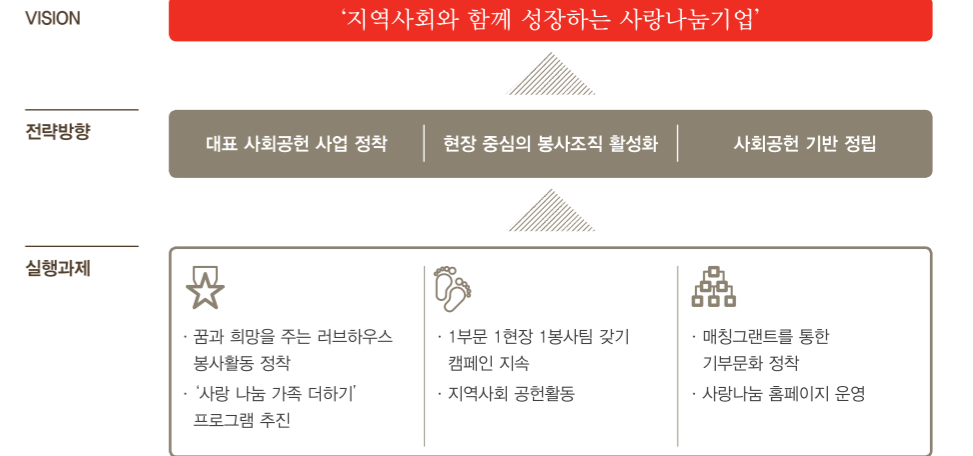 VISION
‘지역사회와 함께 성장하는 사랑나눔기업’
전략방향
대표 사회공헌 사업 정착
현장 중심의 봉사조직 활성화
사회공헌 기반 정립
실행과제
· 꿈과 희망을 주는 러브하우스
봉사활동 정착
· ‘사랑 나눔 가족 더하기’
프로그램 추진
· 1부문 1현장 1봉사팀 갖기
캠페인 지속
· 지역사회 공헌활동
· 매칭그랜트를 통한
기부문화 정착
· 사랑나눔 홈페이지 운영